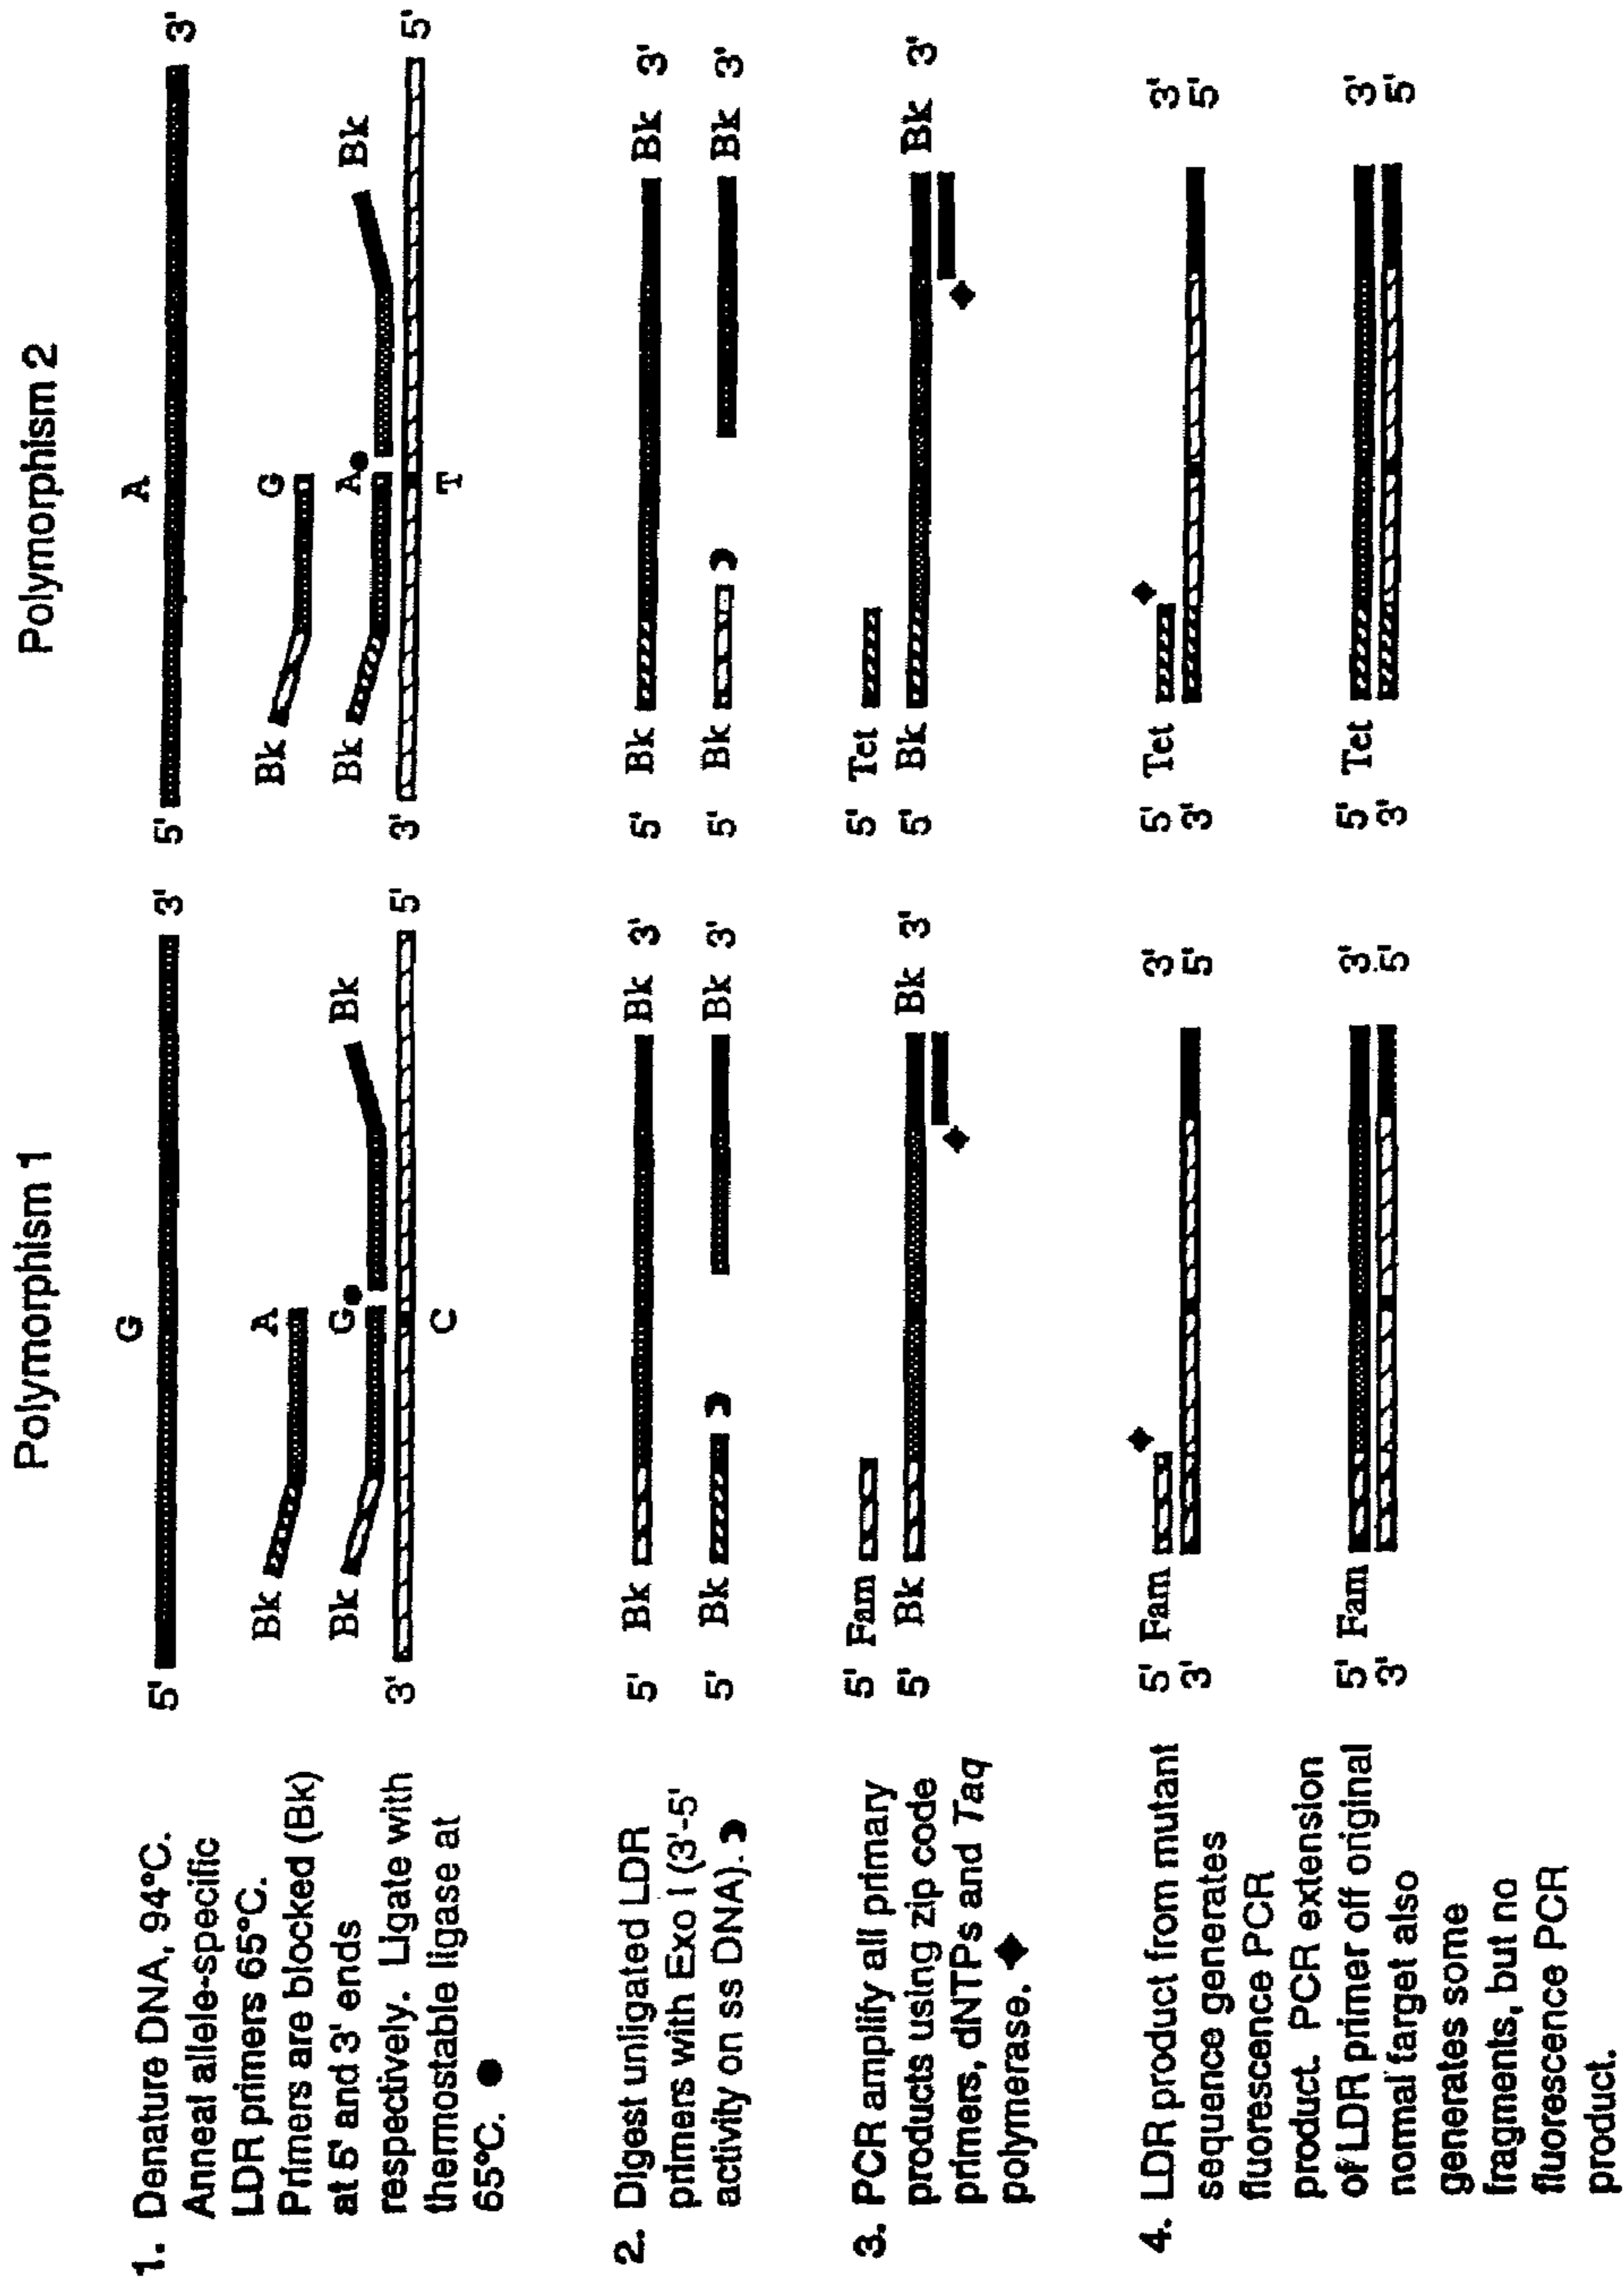 Polymorphism 1
Polymorphism 2
1. Denature DNA, 94°C.
Anneal allele-specific
LDR primers 65°C.
Primers are blocked (Bk)
at 5' and 3' ends
respectively. Ligate with
thermostable ligase at
65°C. ●
5' G 3'
Bk A
Bk G Bk
3' C 5'
5' A 3'
Bk G
Bk A Bk
3' T 5'
2. Digest unligated LDR
primers with Exo I (3'-5'
activity on ss DNA).
5' Bk Bk 3'
5' Bk Bk 3'
5' Bk Bk 3'
5' Bk Bk 3'
3. PCR amplify all primary
products using zip code
primers, dNTPs and Taq
polymerase. ◆
5' Fam
5' Bk Bk 3'
5' Tet
5' Bk Bk 3'
4. LDR product from mutant
sequence generates
fluorescence PCR
product. PCR extension
of LDR primer off original
normal target also
generates some
fragments, but no
fluorescence PCR
product.
5' Fam 3'
3' 5'
5' Tet 3'
3' 5'
5' Fam 3'
3' 5'
5' Tet 3'
3' 5'